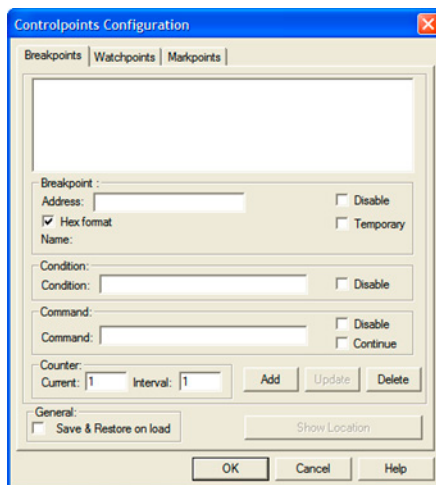 Controlpoints Configuration
Breakpoints Watchpoints Markpoints
Breakpoint :
Address: Disable
Hex format Temporary
Name:
Condition:
Condition: Disable
Command:
Disable
Command:
Continue
Counter:
Current: 1 Interval: 1 Add Update Delete
General:
Save & Restore on load Show Location
OK Cancel Help